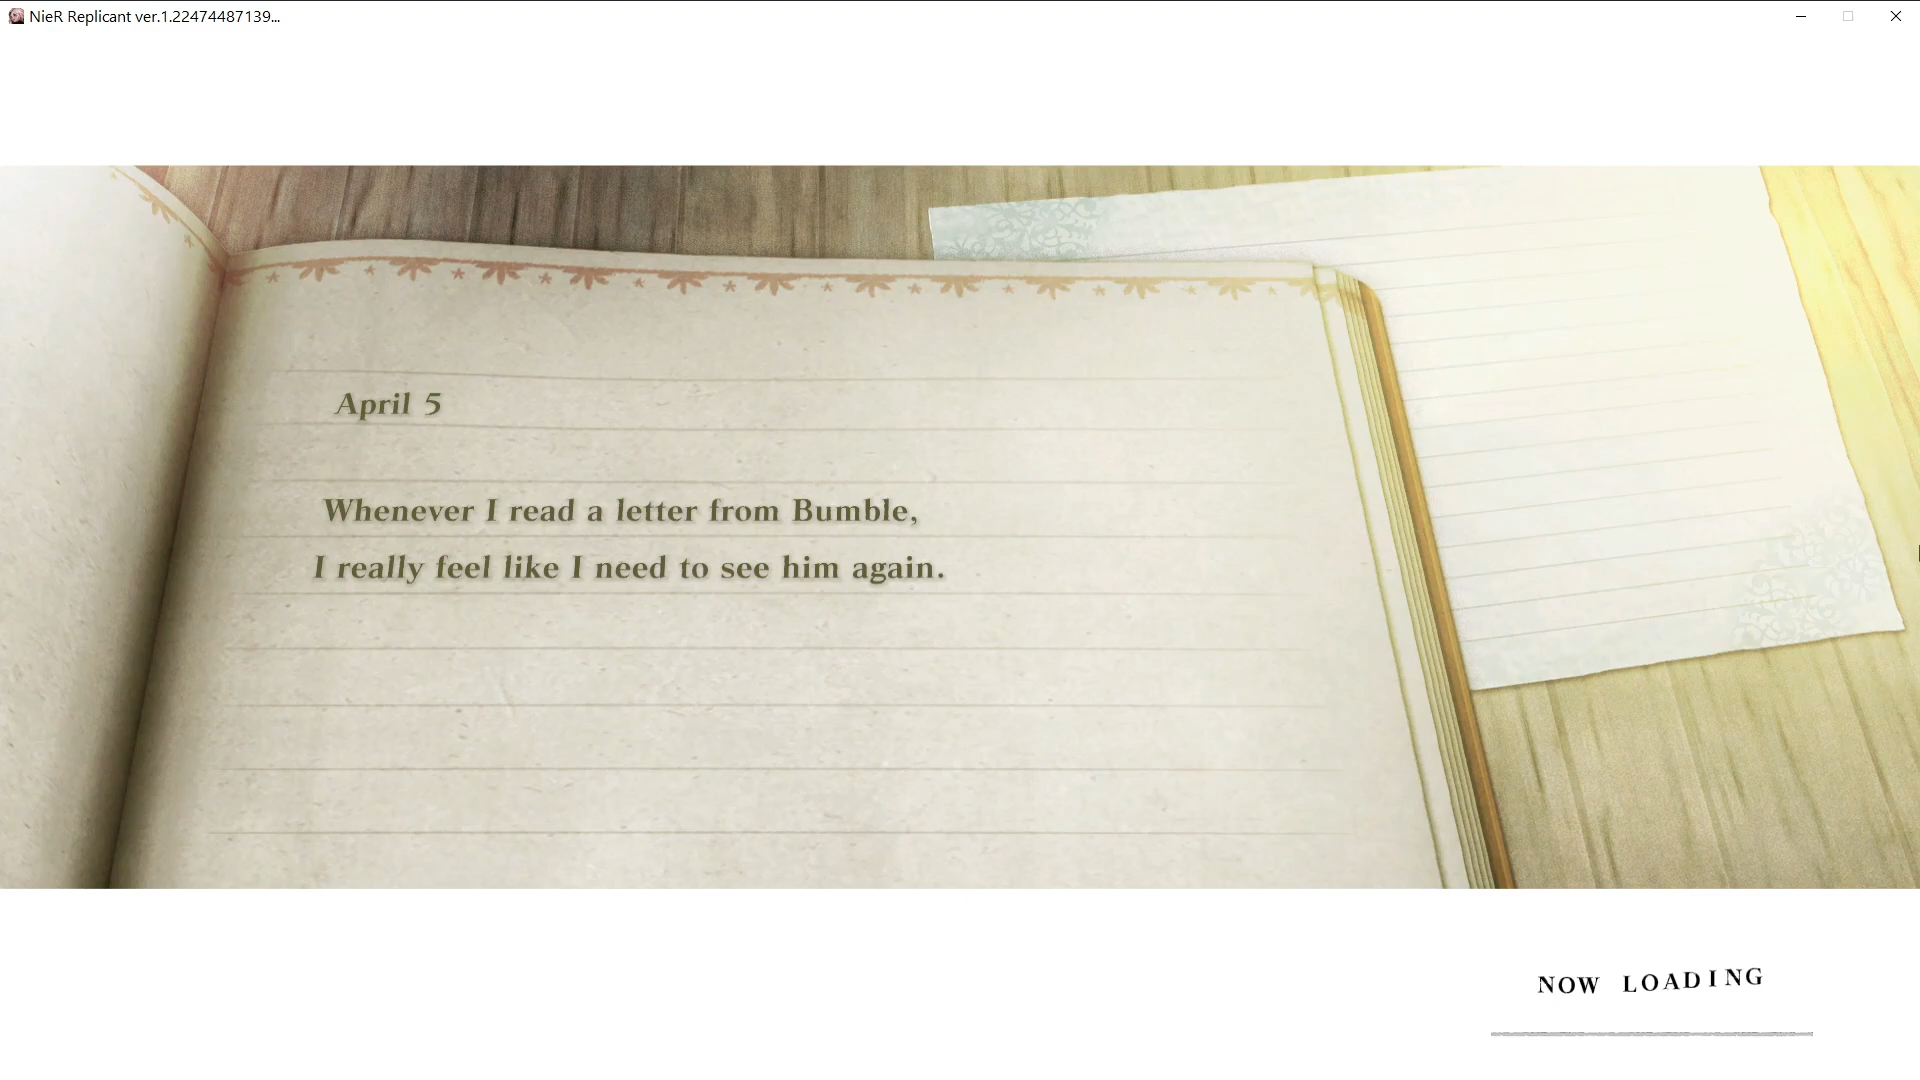 NieR Replicant ver.1.22474487139...
April 5
Whenever I read a letter from Bumble,
I really feel like I need to see him again.
NOW LOADING